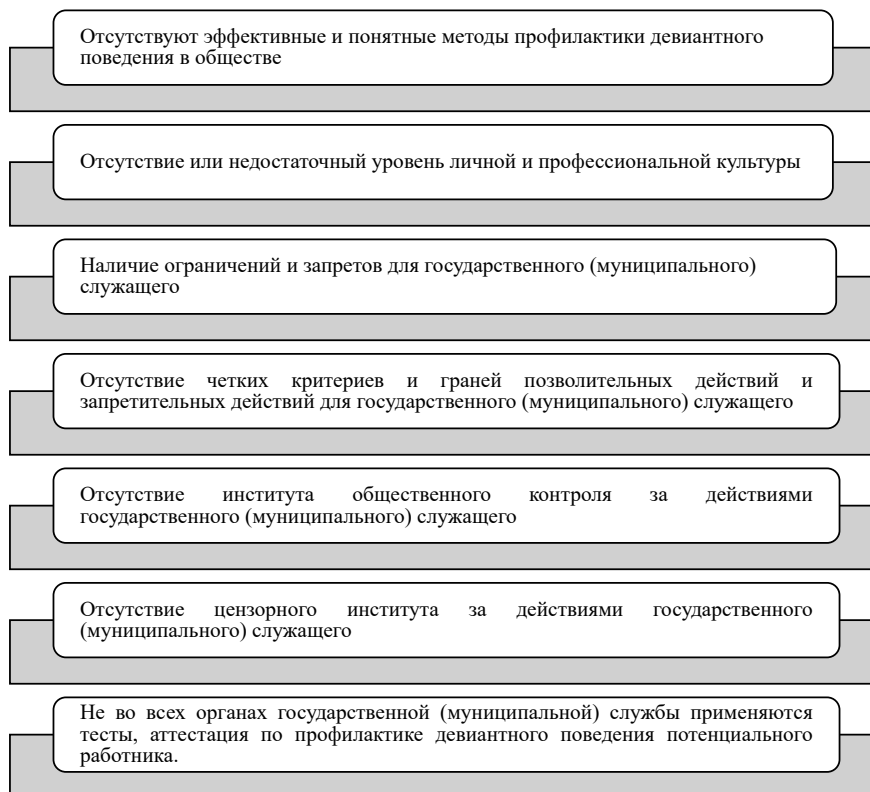 Отсутствуют эффективные и понятные методы профилактики девиантного
поведения в обществе
Отсутствие или недостаточный уровень личной и профессиональной культуры
Наличие ограничений и запретов для государственного (муниципального)
служащего
Отсутствие четких критериев и граней позволительных действий и
запретительных действий для государственного (муниципального) служащего
Отсутствие института общественного контроля за действиями
государственного (муниципального) служащего
Отсутствие цензорного института за действиями государственного
(муниципального) служащего
Не во всех органах государственной (муниципальной) службы применяются
тесты, аттестация по профилактике девиантного поведения потенциального
работника.